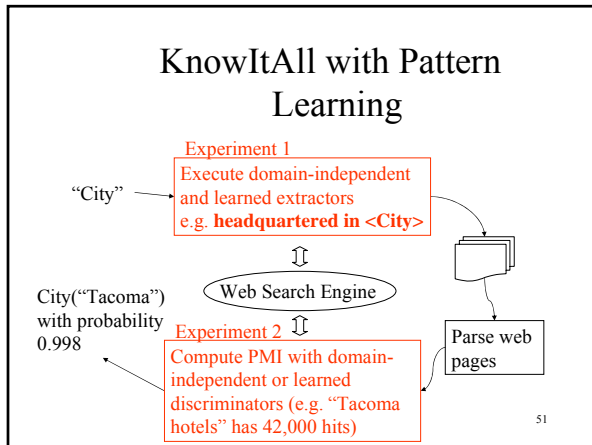 KnowItAll with Pattern
Learning
Experiment 1
Execute domain-independent
and learned extractors
e.g. headquartered in <City>
“City”
Web Search Engine
City(“Tacoma”)
with probability
0.998
Experiment 2
Compute PMI with domain-
independent or learned
discriminators (e.g. “Tacoma
hotels” has 42,000 hits)
Parse web
pages
51